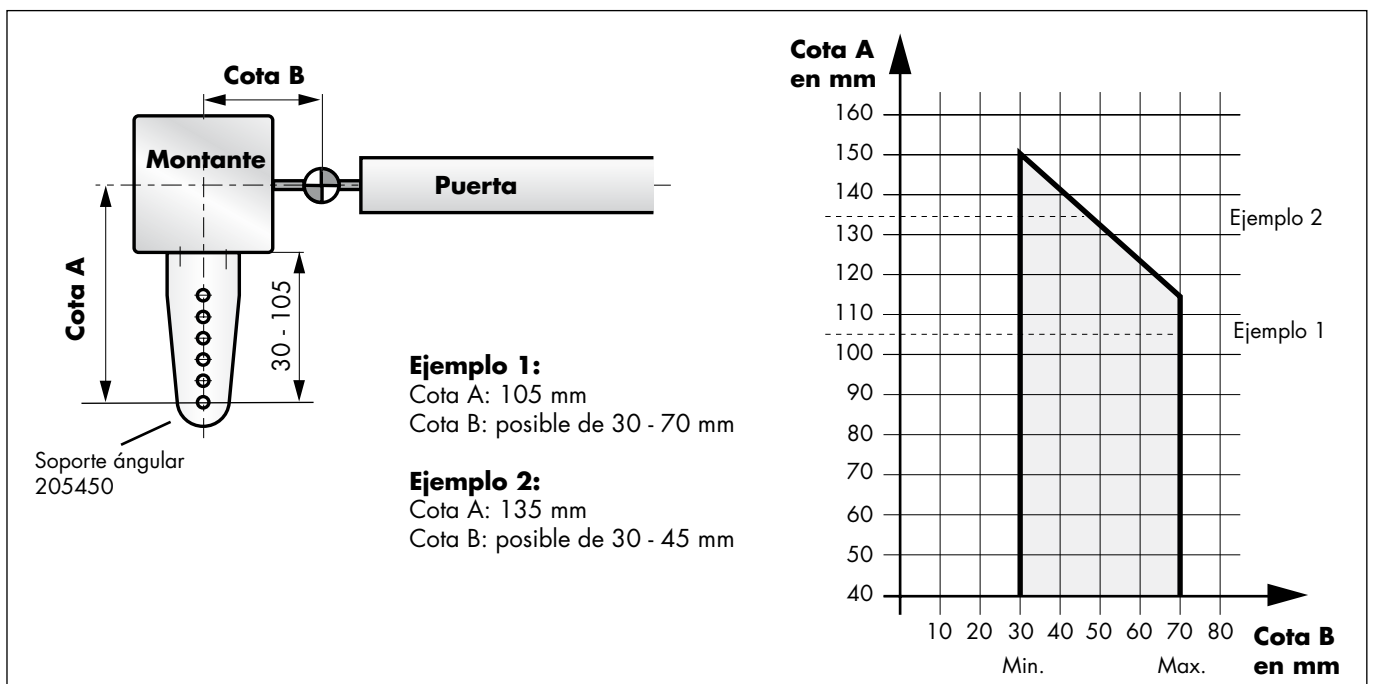 Cota B
Montante
Puerta
Cota A
30 - 105
Soporte ángular
205450
Ejemplo 1:
Cota A: 105 mm
Cota B: posible de 30 - 70 mm
Ejemplo 2:
Cota A: 135 mm
Cota B: posible de 30 - 45 mm
Cota A
en mm
160
150
140
130
120
110
100
90
80
70
60
50
40
Ejemplo 2
Ejemplo 1
10 20 30 40 50 60 70 80
Min. Max.
Cota B
en mm